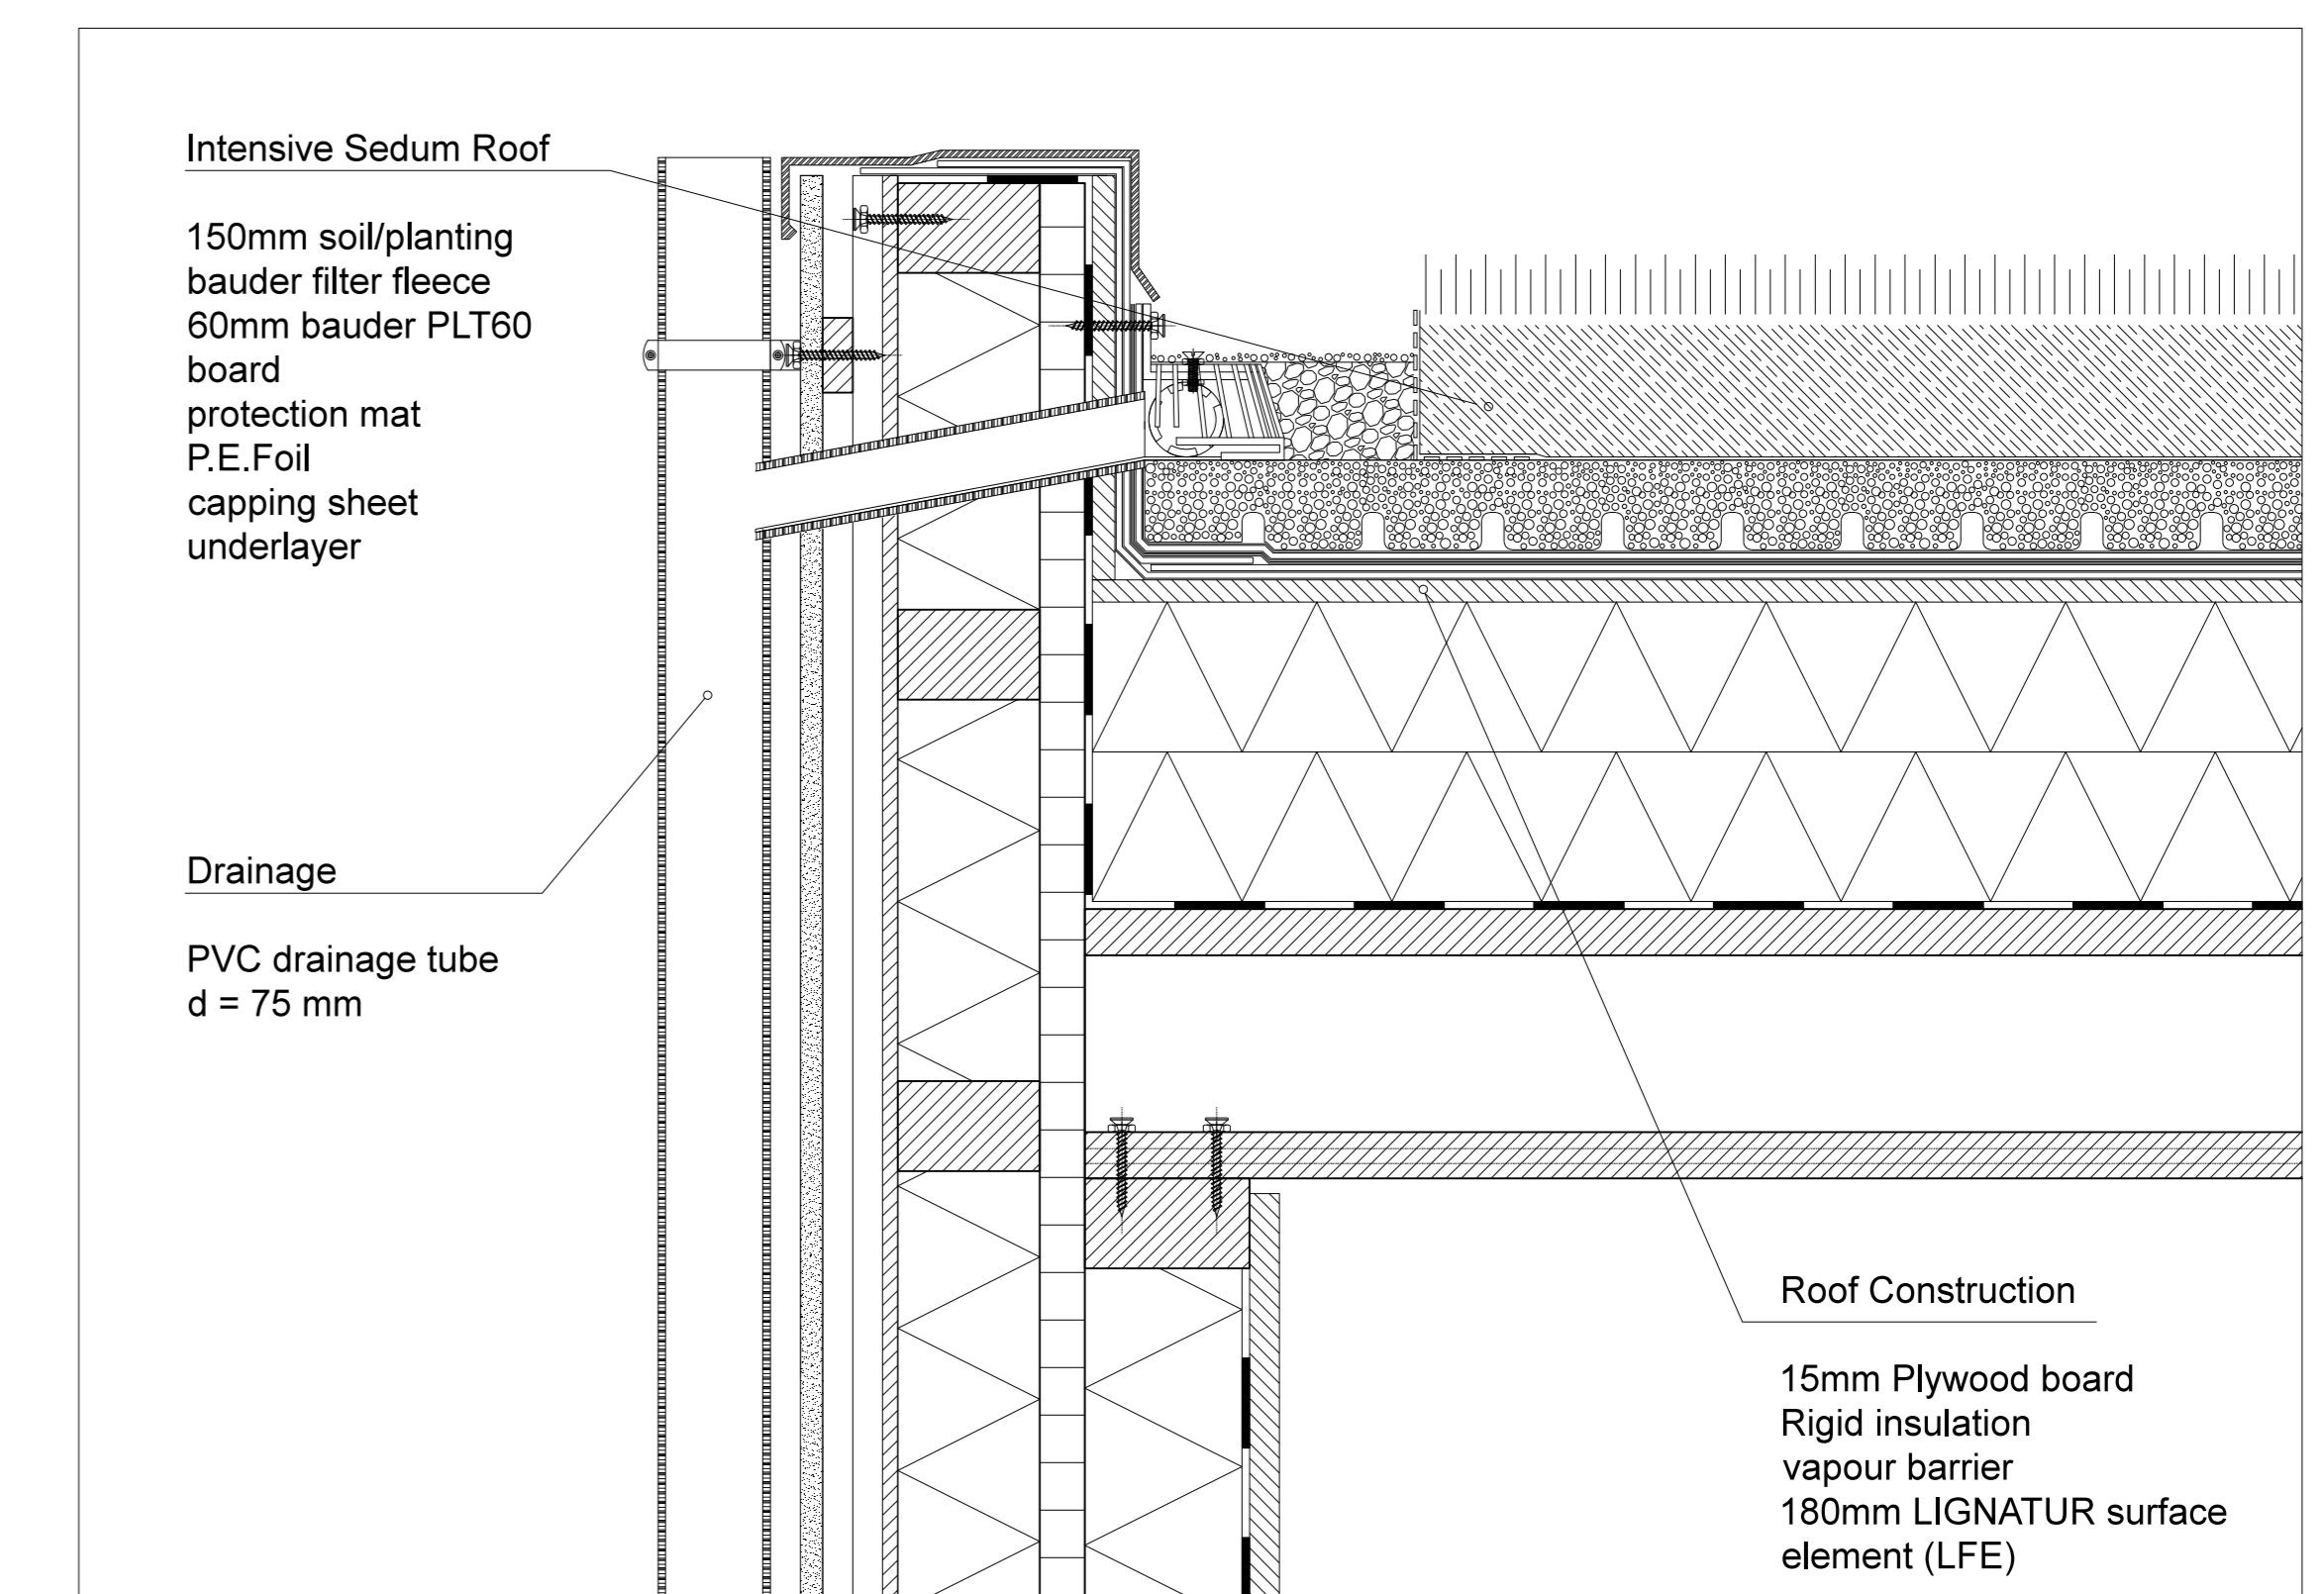 Intensive Sedum Roof
150mm soil/planting
bauder filter fleece
60mm bauder PLT60
board
protection mat
P.E.Foil
capping sheet
underlayer
Drainage
PVC drainage tube
d = 75 mm
Roof Construction
15mm Plywood board
Rigid insulation
vapour barrier
180mm LIGNATUR surface
element (LFE)